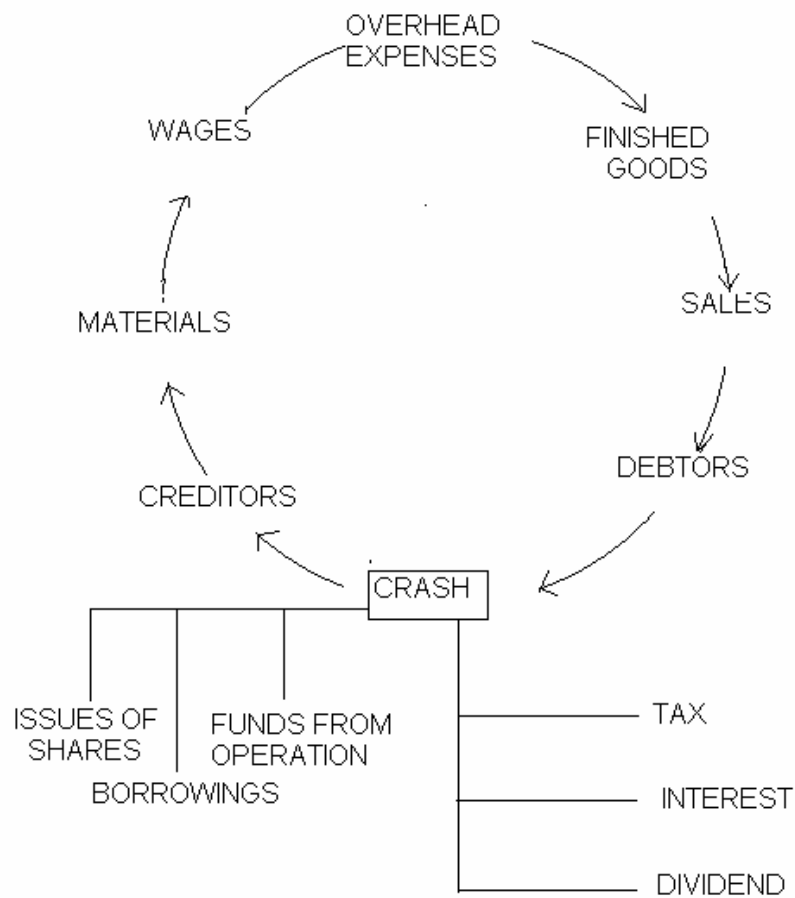 OVERHEAD
EXPENSES
WAGES
FINISHED
GOODS
MATERIALS
SALES
CREDITORS
DEBTORS
CRASH
ISSUES OF
SHARES
BORROWINGS
FUNDS FROM
OPERATION
TAX
INTEREST
DIVIDEND